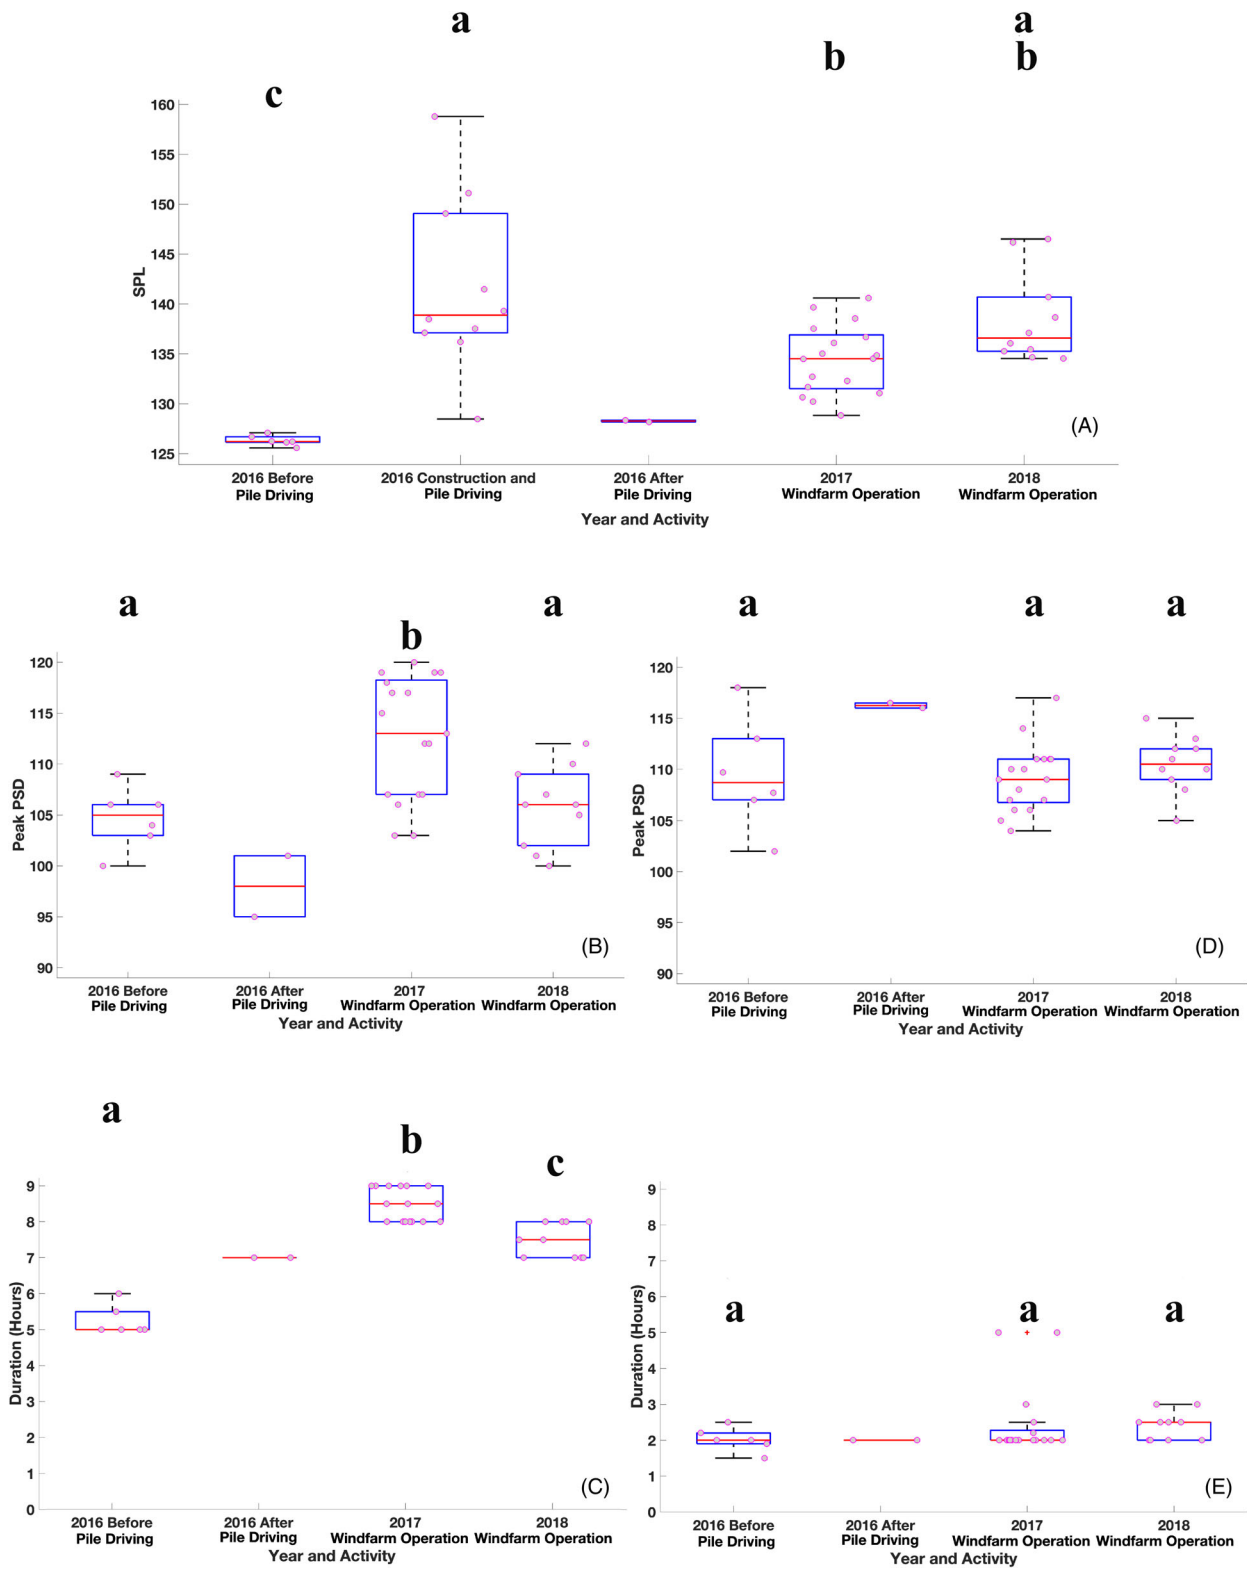 a
a
b
b
c
160
155
150
145
140
135
130
125
SPL
(A)
2016 Before
Pile Driving
2016 Construction and
Pile Driving
2016 After
Pile Driving
2017
Windfarm Operation
2018
Windfarm Operation
Year and Activity
a
b
a
120
115
110
105
100
95
90
Peak PSD
(B)
2016 Before
Pile Driving
2016 After
Pile Driving
2017
Windfarm Operation
2018
Windfarm Operation
Year and Activity
a
a
a
120
115
110
105
100
95
90
Peak PSD
(D)
2016 Before
Pile Driving
2016 After
Pile Driving
2017
Windfarm Operation
2018
Windfarm Operation
Year and Activity
a
b
c
9
8
7
6
5
4
3
2
1
0
Duration (Hours)
(C)
2016 Before
Pile Driving
2016 After
Pile Driving
2017
Windfarm Operation
2018
Windfarm Operation
Year and Activity
a
a
a
9
8
7
6
5
4
3
2
1
0
Duration (Hours)
(E)
2016 Before
Pile Driving
2016 After
Pile Driving
2017
Windfarm Operation
2018
Windfarm Operation
Year and Activity